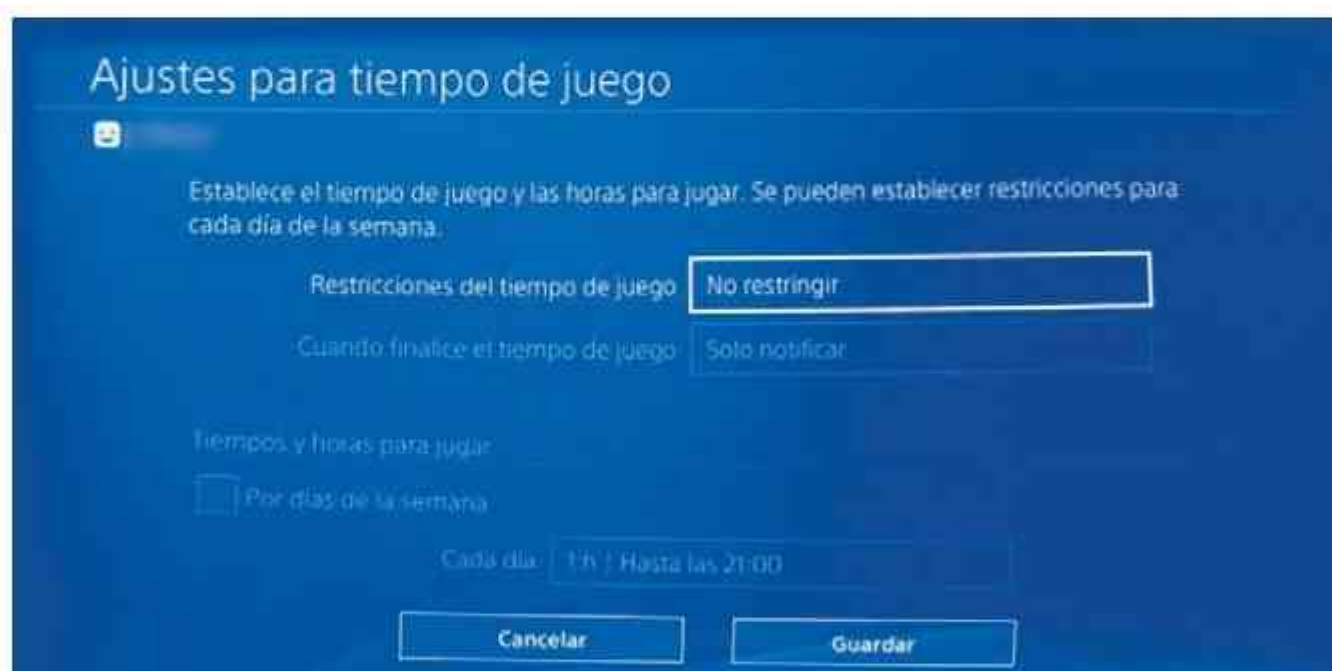 Ajustes para tiempo de juego
Establece el tiempo de juego y las horas para jugar. Se pueden establecer restricciones para
cada día de la semana.
Restricciones del tiempo de juego No restringir
Cuando finalice el tiempo de juego Solo notificar
Tiempos y horas para jugar
Por días de la semana
Cada día 1 h | Hasta las 21:00
Cancelar Guardar